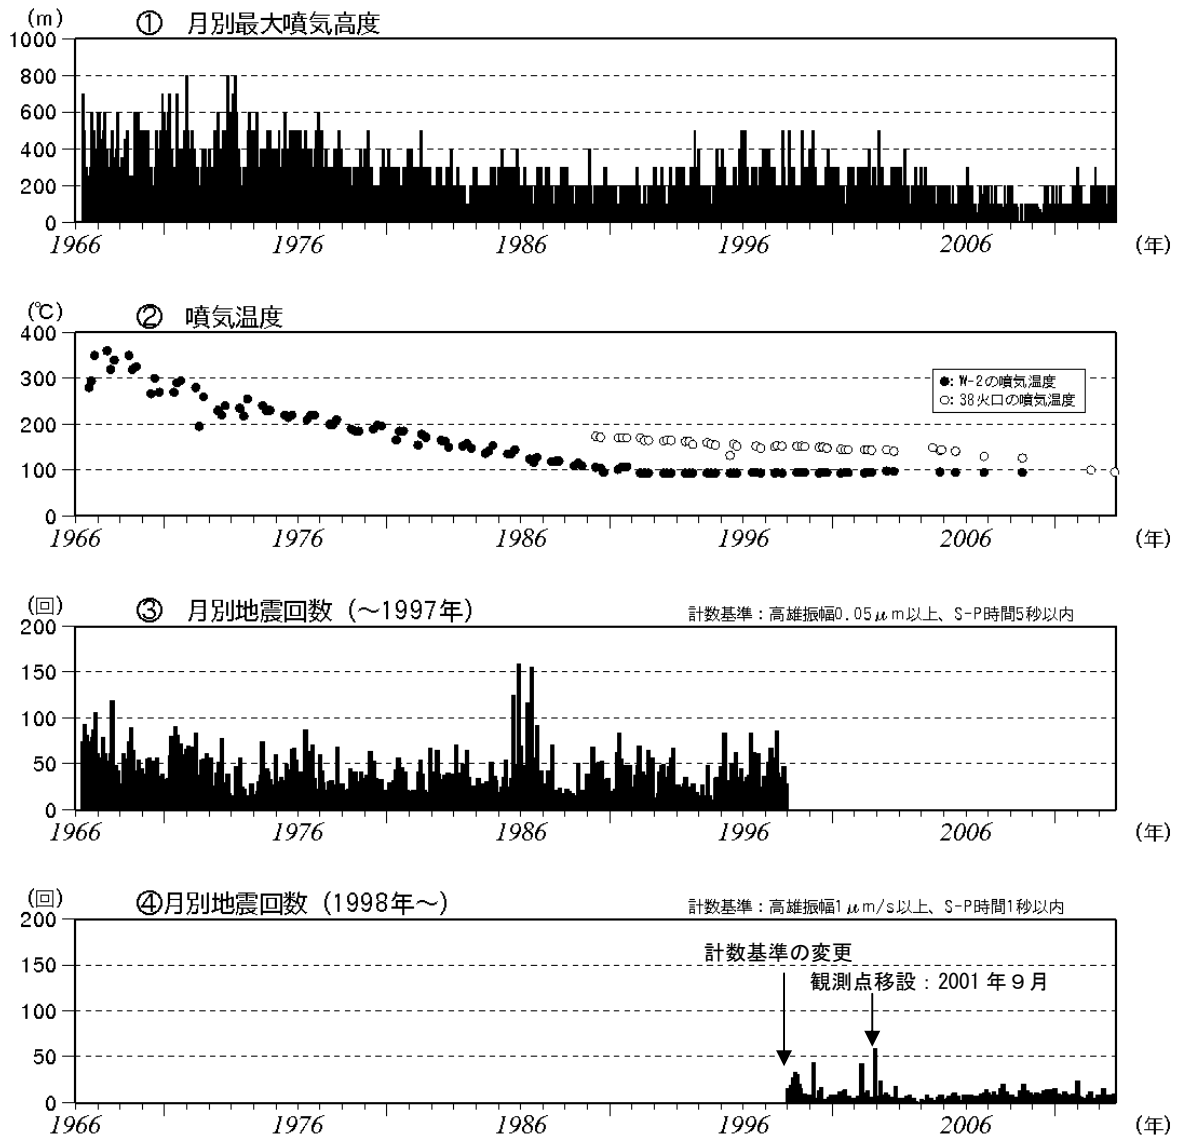 (m) ① 月別最大噴気高度
1000
800
600
400
200
0
1966 1976 1986 1996 2006 (年)
(℃) ② 噴気温度
400
300
200
100
0
●: W-2の噴気温度
○: 38火口の噴気温度
1966 1976 1986 1996 2006 (年)
(回) ③ 月別地震回数 (～1997年) 計数基準：高雄振幅0.05μm以上、S-P時間5秒以内
200
150
100
50
0
1966 1976 1986 1996 2006 (年)
(回) ④月別地震回数 (1998年～) 計数基準：高雄振幅1μm/s以上、S-P時間1秒以内
200
150
100
50
0
計数基準の変更
観測点移設：2001年９月
1966 1976 1986 1996 2006 (年)